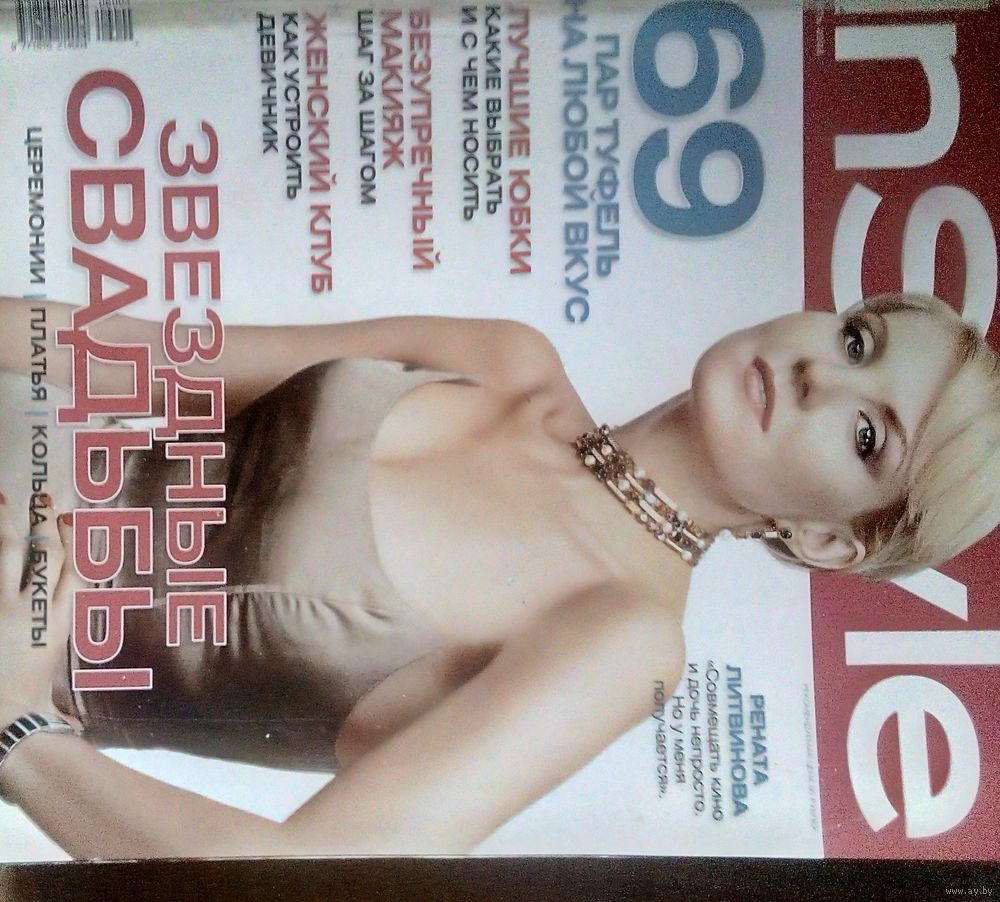 InStyle
69
ПАР ТУФЕЛЬ
НА ЛЮБОЙ ВКУС
ЛУЧШИЕ ЮБКИ
КАКИЕ ВЫБРАТЬ
И С ЧЕМ НОСИТЬ
БЕЗУПРЕЧНЫЙ
МАКИЯЖ
ШАГ ЗА ШАГОМ
ЖЕНСКИЙ КЛУБ
КАК УСТРОИТЬ
ДЕВИЧНИК
РЕНАТА
ЛИТВИНОВА
«Совмещать кино
и дочь непросто.
Но у меня
получается».
ЗВЕЗДНЫЕ
СВАДЬБЫ
ЦЕРЕМОНИИ | ПЛАТЬЯ | КОЛЬЦА | БУКЕТЫ
www.ay.by